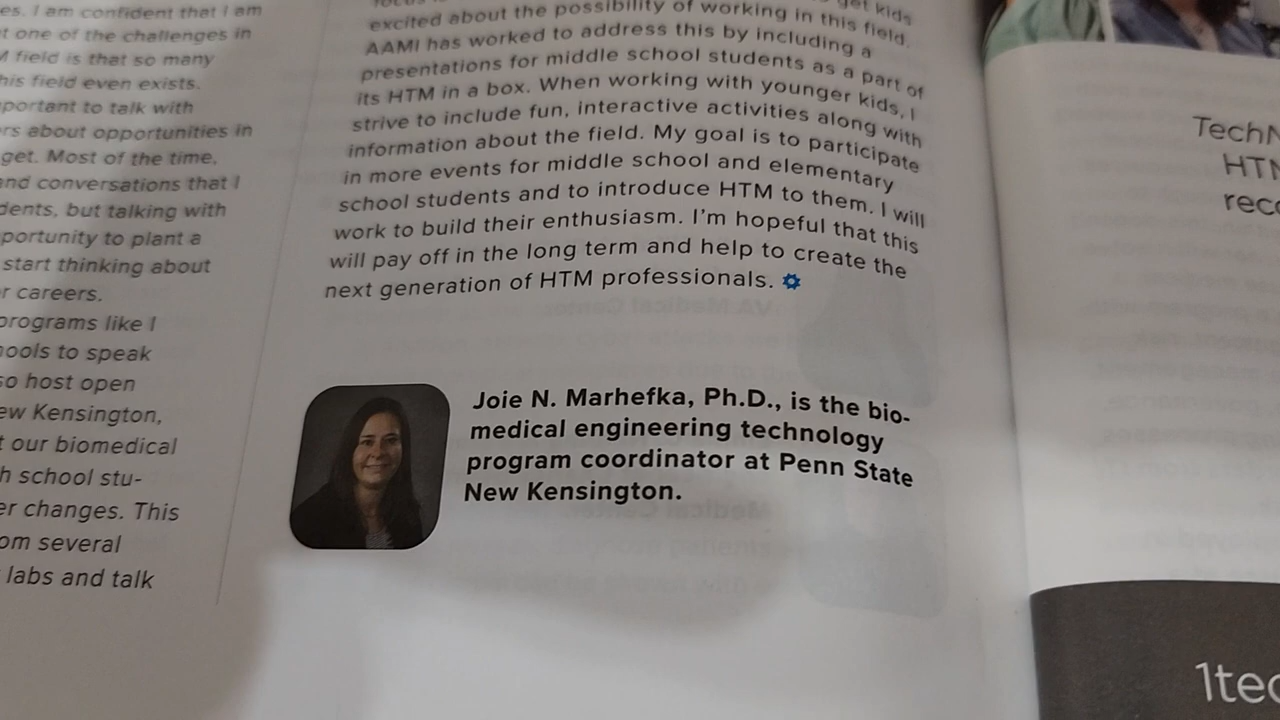 es. I am confident that I am
t one of the challenges in
M field is that so many
his field even exists.
portant to talk with
rs about opportunities in
get. Most of the time,
and conversations that I
dents, but talking with
portunity to plant a
start thinking about
r careers.
programs like I
hools to speak
so host open
ew Kensington,
t our biomedical
h school stu-
er changes. This
om several
labs and talk
get kids
excited about the possibility of working in this field.
AAMI has worked to address this by including a
presentations for middle school students as a part of
its HTM in a box. When working with younger kids, I
strive to include fun, interactive activities along with
information about the field. My goal is to participate
in more events for middle school and elementary
school students and to introduce HTM to them. I will
work to build their enthusiasm. I'm hopeful that this
will pay off in the long term and help to create the
next generation of HTM professionals.
Joie N. Marhefka, Ph.D., is the bio-
medical engineering technology
program coordinator at Penn State
New Kensington.
TechN
HTM
reco
1tec